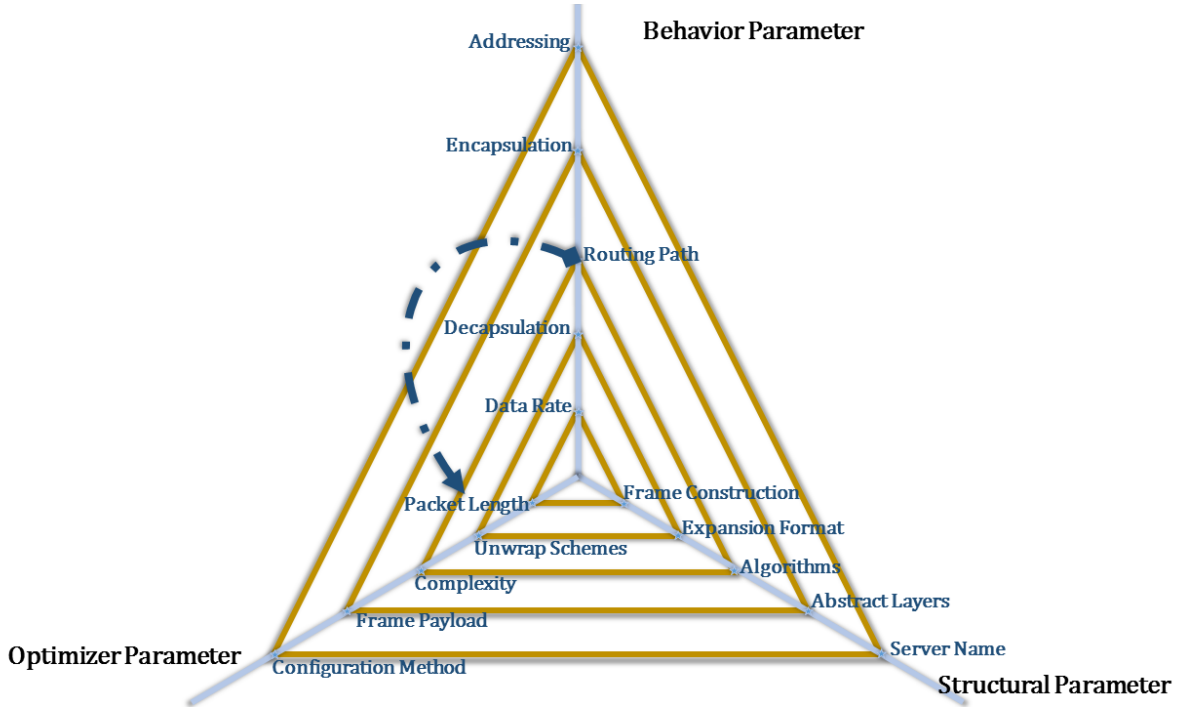 Behavior Parameter
Addressing
Encapsulation
Routing Path
Decapsulation
Data Rate
Frame Construction
Packet Length
Expansion Format
Unwrap Schemes
Algorithms
Complexity
Abstract Layers
Frame Payload
Server Name
Optimizer Parameter
Configuration Method
Structural Parameter